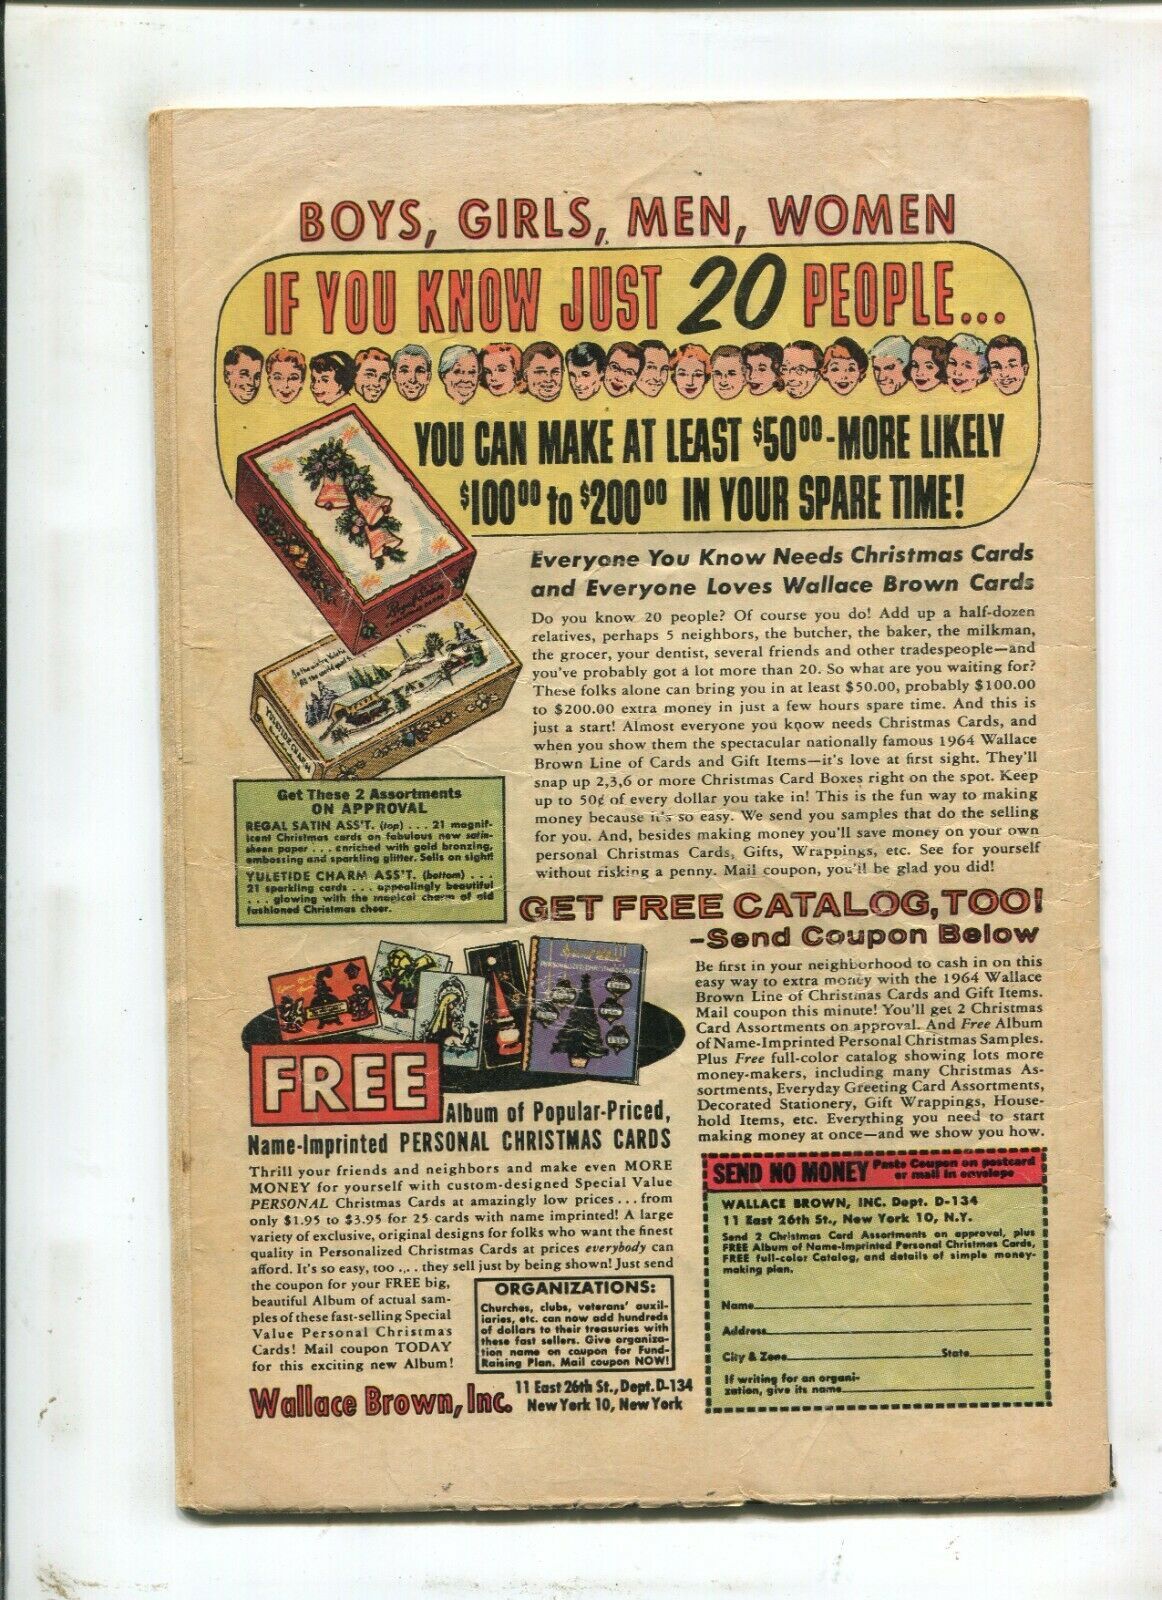 BOYS, GIRLS, MEN, WOMEN
IF YOU KNOW JUST 20 PEOPLE...
YOU CAN MAKE AT LEAST $50⁰⁰-MORE LIKELY
$100⁰⁰ to $200⁰⁰ IN YOUR SPARE TIME!
Everyone You Know Needs Christmas Cards
and Everyone Loves Wallace Brown Cards
Do you know 20 people? Of course you do! Add up a half-dozen
relatives, perhaps 5 neighbors, the butcher, the baker, the milkman,
the grocer, your dentist, several friends and other tradespeople—and
you've probably got a lot more than 20. So what are you waiting for?
These folks alone can bring you in at least $50.00, probably $100.00
to $200.00 extra money in just a few hours spare time. And this is
just a start! Almost everyone you know needs Christmas Cards, and
when you show them the spectacular nationally famous 1964 Wallace
Brown Line of Cards and Gift Items—it's love at first sight. They'll
snap up 2,3,6 or more Christmas Card Boxes right on the spot. Keep
up to 50¢ of every dollar you take in! This is the fun way to making
money because it's so easy. We send you samples that do the selling
for you. And, besides making money you'll save money on your own
personal Christmas Cards, Gifts, Wrappings, etc. See for yourself
without risking a penny. Mail coupon, you'll be glad you did!
YULETIDE CHARM
Get These 2 Assortments
ON APPROVAL
REGAL SATIN ASS'T. (top) . . . 21 magnif-
icent Christmas cards on fabulous new satin-
sheen paper . . . enriched with gold bronzing,
embossing and sparkling glitter. Sells on sight!
YULETIDE CHARM ASS'T. (bottom) . . .
21 sparkling cards . . . appealingly beautiful
. . . glowing with the magical charm of old
fashioned Christmas cheer.
GET FREE CATALOG, TOO!
-Send Coupon Below
Be first in your neighborhood to cash in on this
easy way to extra money with the 1964 Wallace
Brown Line of Christmas Cards and Gift Items.
Mail coupon this minute! You'll get 2 Christmas
Card Assortments on approval. And Free Album
of Name-Imprinted Personal Christmas Samples.
Plus Free full-color catalog showing lots more
money-makers, including many Christmas As-
sortments, Everyday Greeting Card Assortments,
Decorated Stationery, Gift Wrappings, House-
hold Items, etc. Everything you need to start
making money at once—and we show you how.
FREE
Album of Popular-Priced,
Name-Imprinted PERSONAL CHRISTMAS CARDS
Thrill your friends and neighbors and make even MORE
MONEY for yourself with custom-designed Special Value
PERSONAL Christmas Cards at amazingly low prices . . . from
only $1.95 to $3.95 for 25 cards with name imprinted! A large
variety of exclusive, original designs for folks who want the finest
quality in Personalized Christmas Cards at prices everybody can
afford. It's so easy, too . . . they sell just by being shown! Just send
the coupon for your FREE big,
beautiful Album of actual sam-
ples of these fast-selling Special
Value Personal Christmas
Cards! Mail coupon TODAY
for this exciting new Album!
ORGANIZATIONS:
Churches, clubs, veterans' auxil-
iaries, etc. can now add hundreds
of dollars to their treasuries with
these fast sellers. Give organiza-
tion name on coupon for Fund-
Raising Plan. Mail coupon NOW!
Wallace Brown, Inc. 11 East 26th St., Dept. D-134
New York 10, New York
SEND NO MONEY Paste Coupon on postcard
or mail in envelope
WALLACE BROWN, INC. Dept. D-134
11 East 26th St., New York 10, N.Y.
Send 2 Christmas Card Assortments on approval, plus
FREE Album of Name-Imprinted Personal Christmas Cards,
FREE full-color Catalog, and details of simple money-
making plan.
Name
Address
City & Zone State
If writing for an organi-
zation, give its name